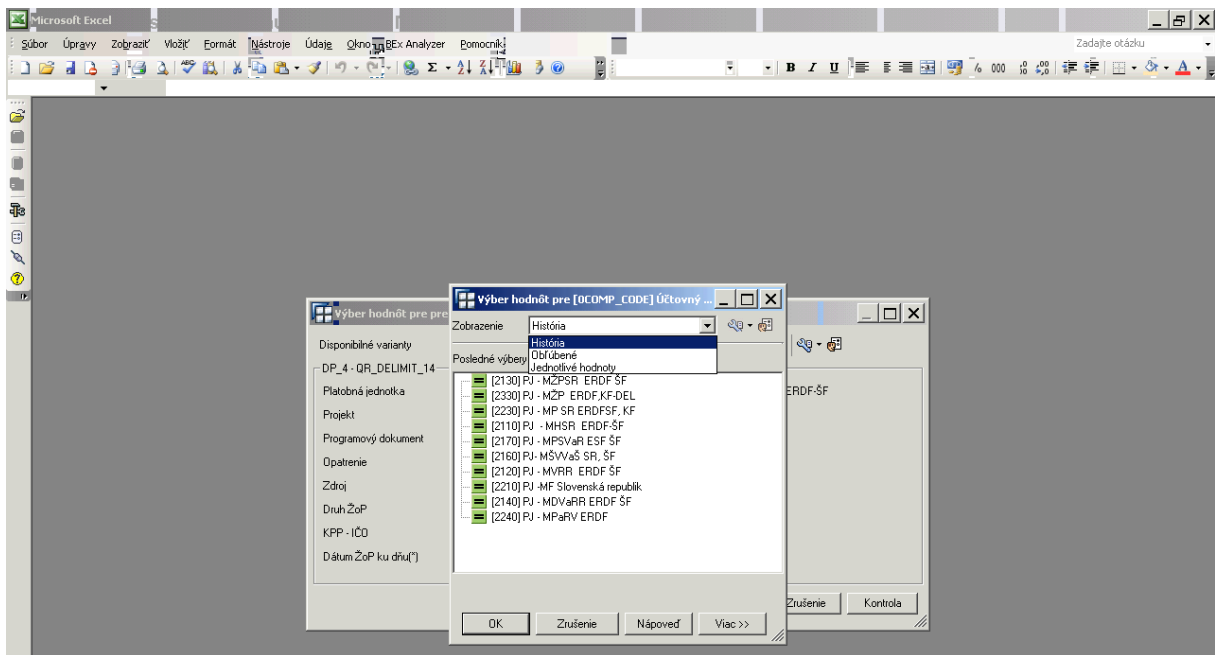 Microsoft Excel
Súbor Úpravy Zobraziť Vložiť Formát Nástroje Údaje Okno BEx Analyzer Pomocník
Zadajte otázku
Výber hodnôt pre pre
Disponibilné varianty
DP_4 - QR_DELIMIT_14
Platobná jednotka
ERDF-ŠF
Projekt
Programový dokument
Opatrenie
Zdroj
Druh ŽoP
KPP - IČO
Dátum ŽoP ku dňu(*)
Zrušenie
Kontrola
Výber hodnôt pre [0COMP_CODE] Účtovný ...
Zobrazenie
História
História
Obľúbené
Jednotlivé hodnoty
Posledné výbery
[2130] PJ - MŽPSR ERDF ŠF
[2330] PJ - MŽP ERDF,KF-DEL
[2230] PJ - MP SR ERDFSF, KF
[2110] PJ - MHSR ERDF-ŠF
[2170] PJ - MPSVaR ESF ŠF
[2160] PJ- MŠVVaŠ SR, ŠF
[2120] PJ - MVRR ERDF ŠF
[2210] PJ -MF Slovenská republik
[2140] PJ - MDVaRR ERDF ŠF
[2240] PJ - MPaRV ERDF
OK
Zrušenie
Nápoveď
Viac >>